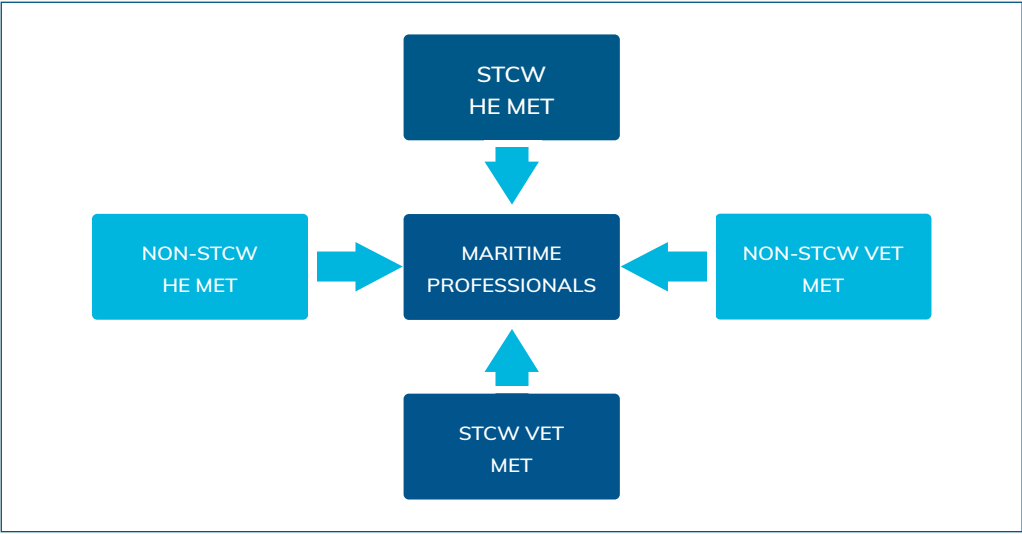 STCW
HE MET
NON-STCW
HE MET
MARITIME
PROFESSIONALS
NON-STCW VET
MET
STCW VET
MET